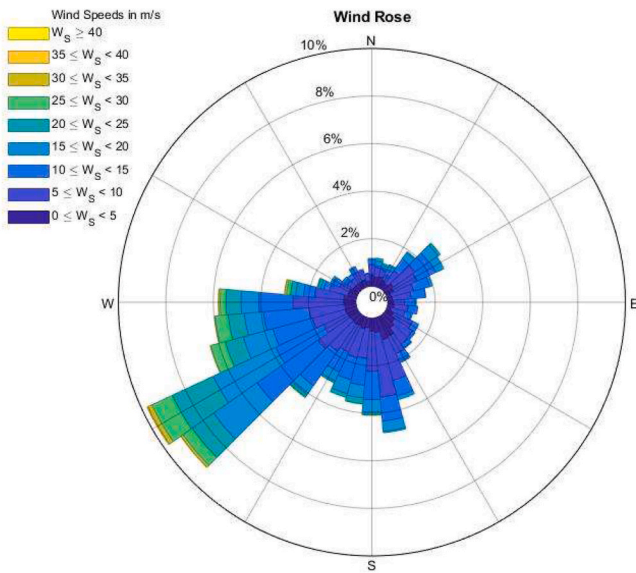 Wind Speeds in m/s
W_S ≥ 40
35 ≤ W_S < 40
30 ≤ W_S < 35
25 ≤ W_S < 30
20 ≤ W_S < 25
15 ≤ W_S < 20
10 ≤ W_S < 15
5 ≤ W_S < 10
0 ≤ W_S < 5
Wind Rose
N
10%
8%
6%
4%
2%
0%
W
E
S